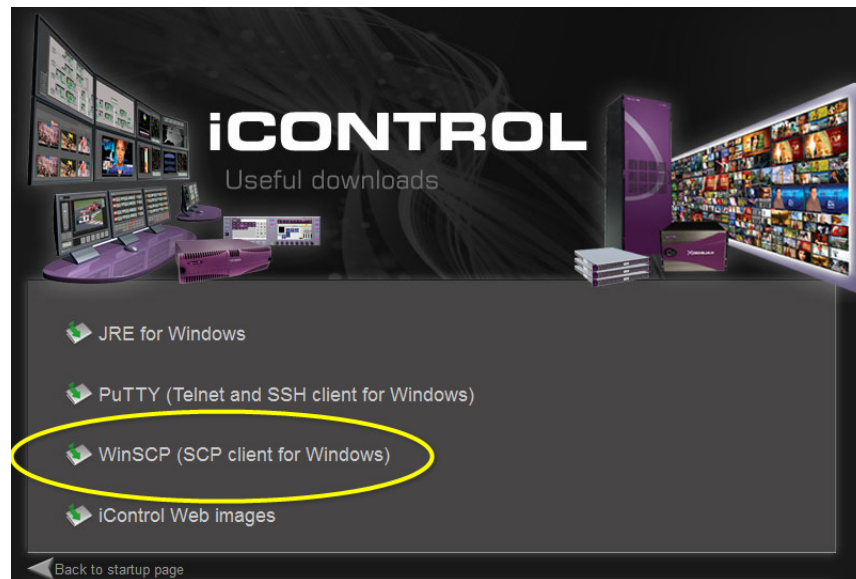 iCONTROL
Useful downloads
JRE for Windows
PuTTY (Telnet and SSH client for Windows)
WinSCP (SCP client for Windows)
iControl Web images
Back to startup page